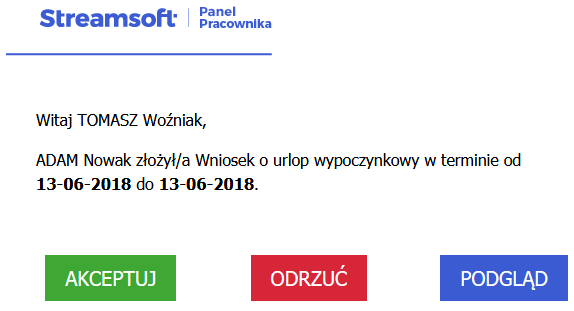 Streamsoft
Panel
Pracownika
Witaj TOMASZ Woźniak,
ADAM Nowak złożył/a Wniosek o urlop wypoczynkowy w terminie od
13-06-2018 do 13-06-2018.
AKCEPTUJ
ODRZUĆ
PODGLĄD